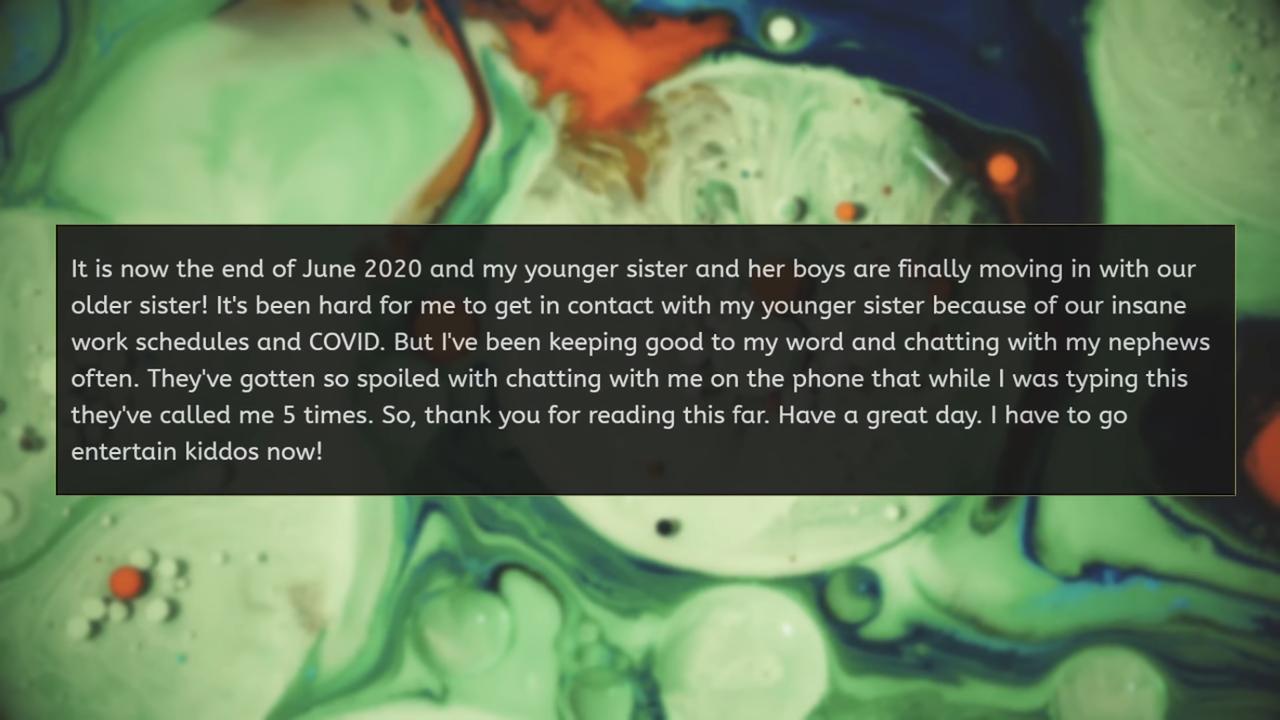 It is now the end of June 2020 and my younger sister and her boys are finally moving in with our
older sister! It's been hard for me to get in contact with my younger sister because of our insane
work schedules and COVID. But I've been keeping good to my word and chatting with my nephews
often. They've gotten so spoiled with chatting with me on the phone that while I was typing this
they've called me 5 times. So, thank you for reading this far. Have a great day. I have to go
entertain kiddos now!